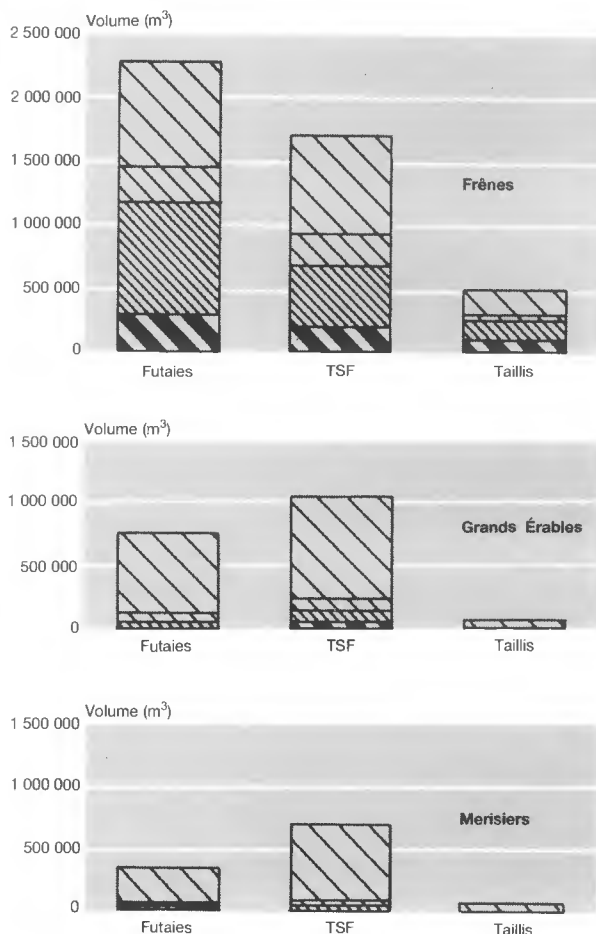 Volume (m³)
2 500 000
2 000 000
1 500 000
1 000 000
500 000
0
Frênes
Futaies TSF Taillis
Volume (m³)
1 500 000
1 000 000
500 000
0
Grands Érables
Futaies TSF Taillis
Volume (m³)
1 500 000
1 000 000
500 000
0
Merisiers
Futaies TSF Taillis